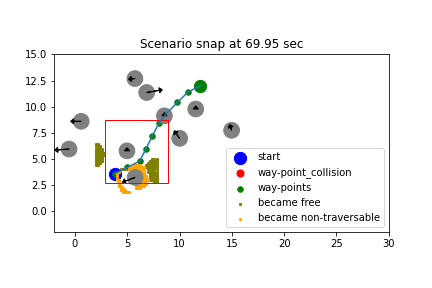 Scenario snap at 69.95 sec
15.0
12.5
10.0
7.5
5.0
2.5
0.0
start
way-point_collision
way-points
became free
became non-traversable
0 5 10 15 20 25 30